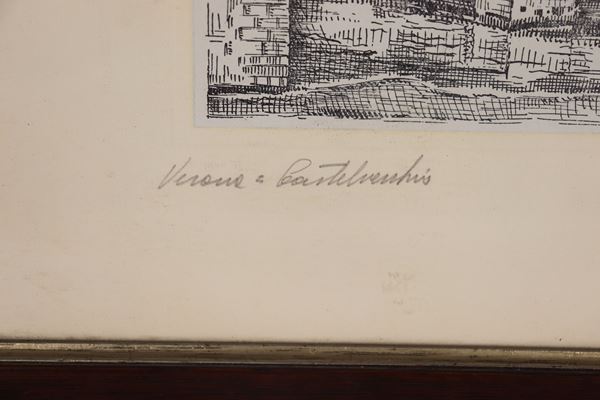 Verona = Castelvecchio